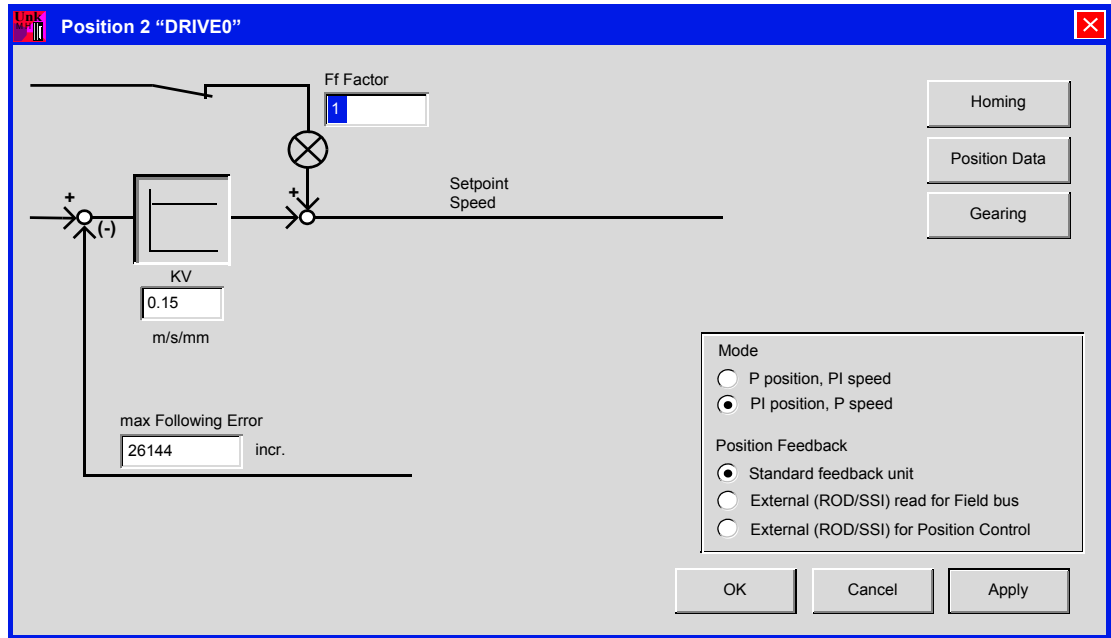 Unk
Position 2 “DRIVE0”
Ff Factor
1
Homing
Position Data
Gearing
Setpoint
Speed
+
(-)
+
KV
0.15
m/s/mm
max Following Error
26144 incr.
Mode
P position, PI speed
PI position, P speed
Position Feedback
Standard feedback unit
External (ROD/SSI) read for Field bus
External (ROD/SSI) for Position Control
OK
Cancel
Apply